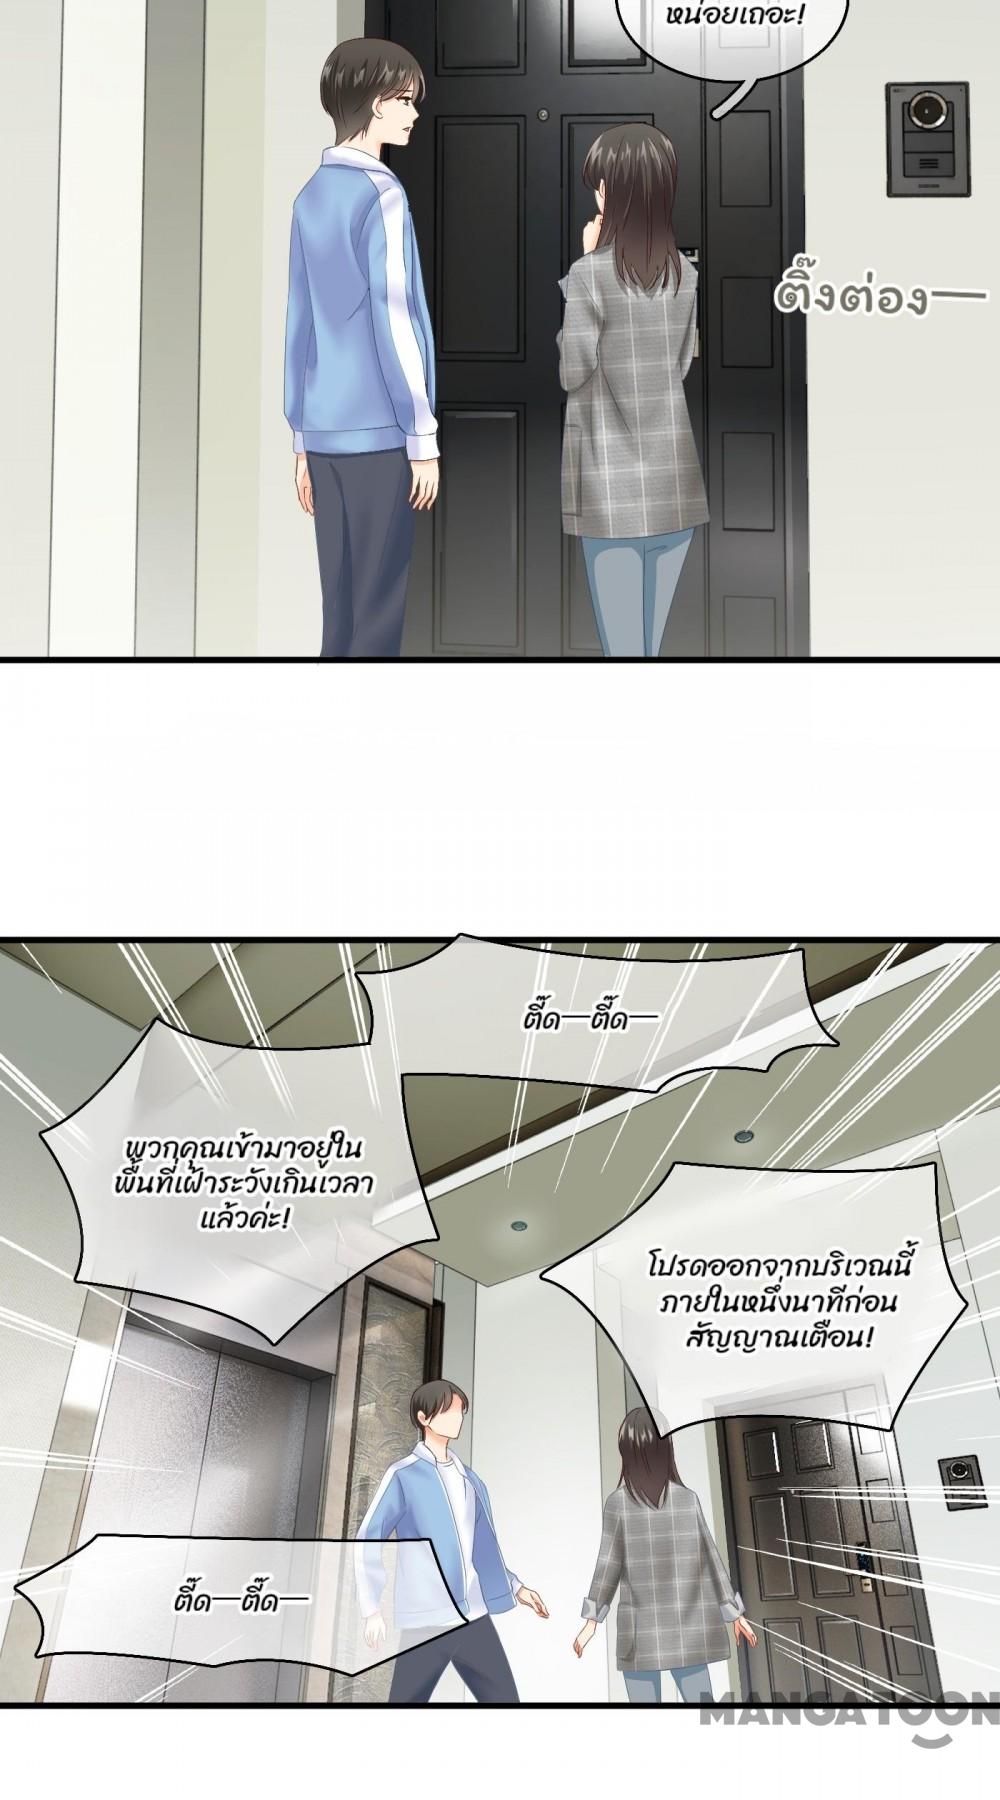 หน่อยเถอะ!
ติ๊งต่อง—
ตี๊ด—ตี๊ด—
พวกคุณเข้ามาอยู่ใน
พื้นที่เฝ้าระวังเกินเวลา
แล้วค่ะ!
โปรดออกจากบริเวณนี้
ภายในหนึ่งนาทีก่อน
สัญญาณเตือน!
ตี๊ด—ตี๊ด—
MANGATOON